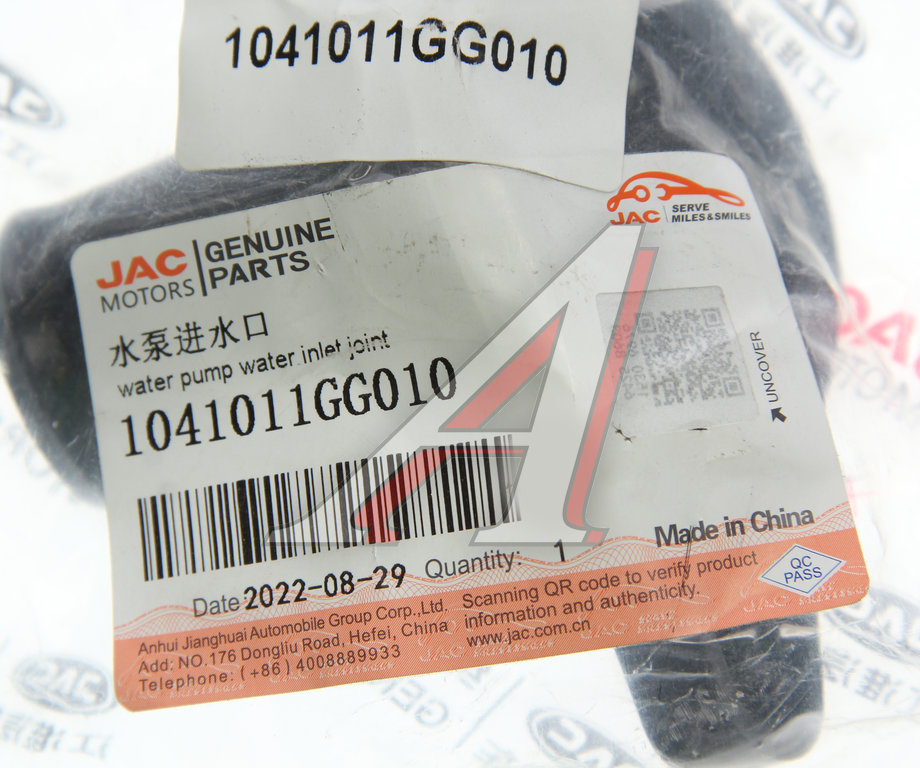 1041011GG010
JAC
MOTORS
GENUINE
PARTS
JAC
SERVE
MILES&SMILES
水泵进水口
water pump water inlet joint
1041011GG010
UNCOVER
Made in China
Date 2022-08-29 Quantity: 1
QC
PASS
Anhui Jianghuai Automobile Group Corp.,Ltd.
Add: NO.176 Dongliu Road, Hefei, China
Telephone: (+86) 4008889933
Scanning QR code to verify product
information and authenticity.
www.jac.com.cn